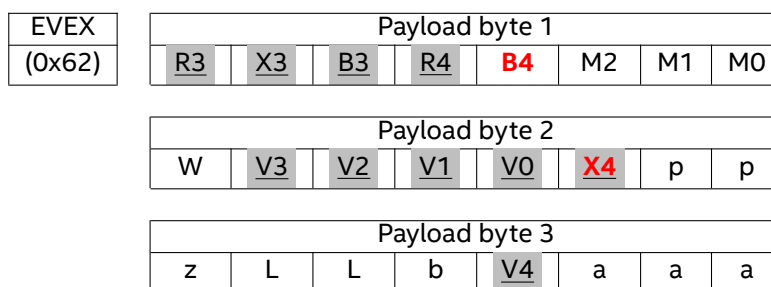 EVEX Payload byte 1
(0x62) R3 X3 B3 R4 B4 M2 M1 M0
Payload byte 2
W V3 V2 V1 V0 X4 p p
Payload byte 3
z L L b V4 a a a